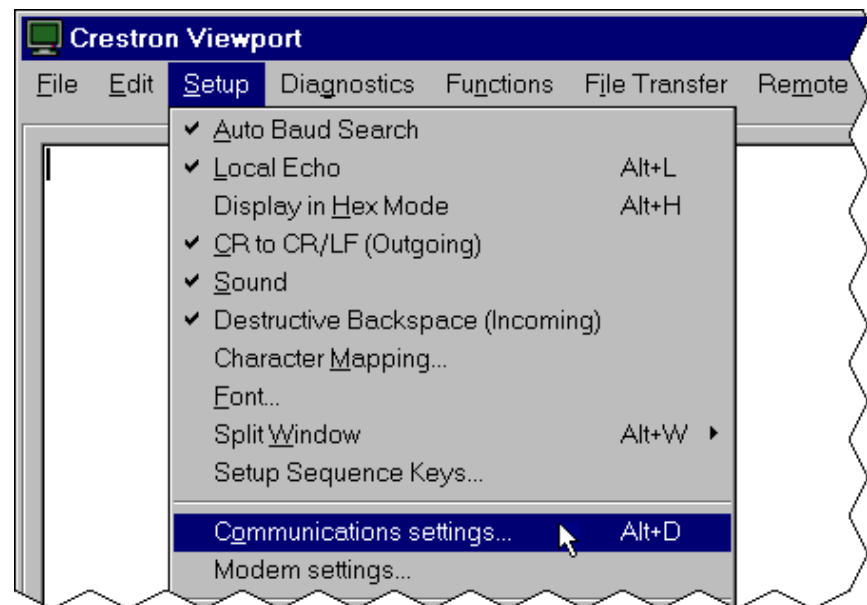 Crestron Viewport
File Edit Setup Diagnostics Functions File Transfer Remote
Auto Baud Search
Local Echo Alt+L
Display in Hex Mode Alt+H
CR to CR/LF (Outgoing)
Sound
Destructive Backspace (Incoming)
Character Mapping...
Font...
Split Window Alt+W
Setup Sequence Keys...
Communications settings... Alt+D
Modem settings...